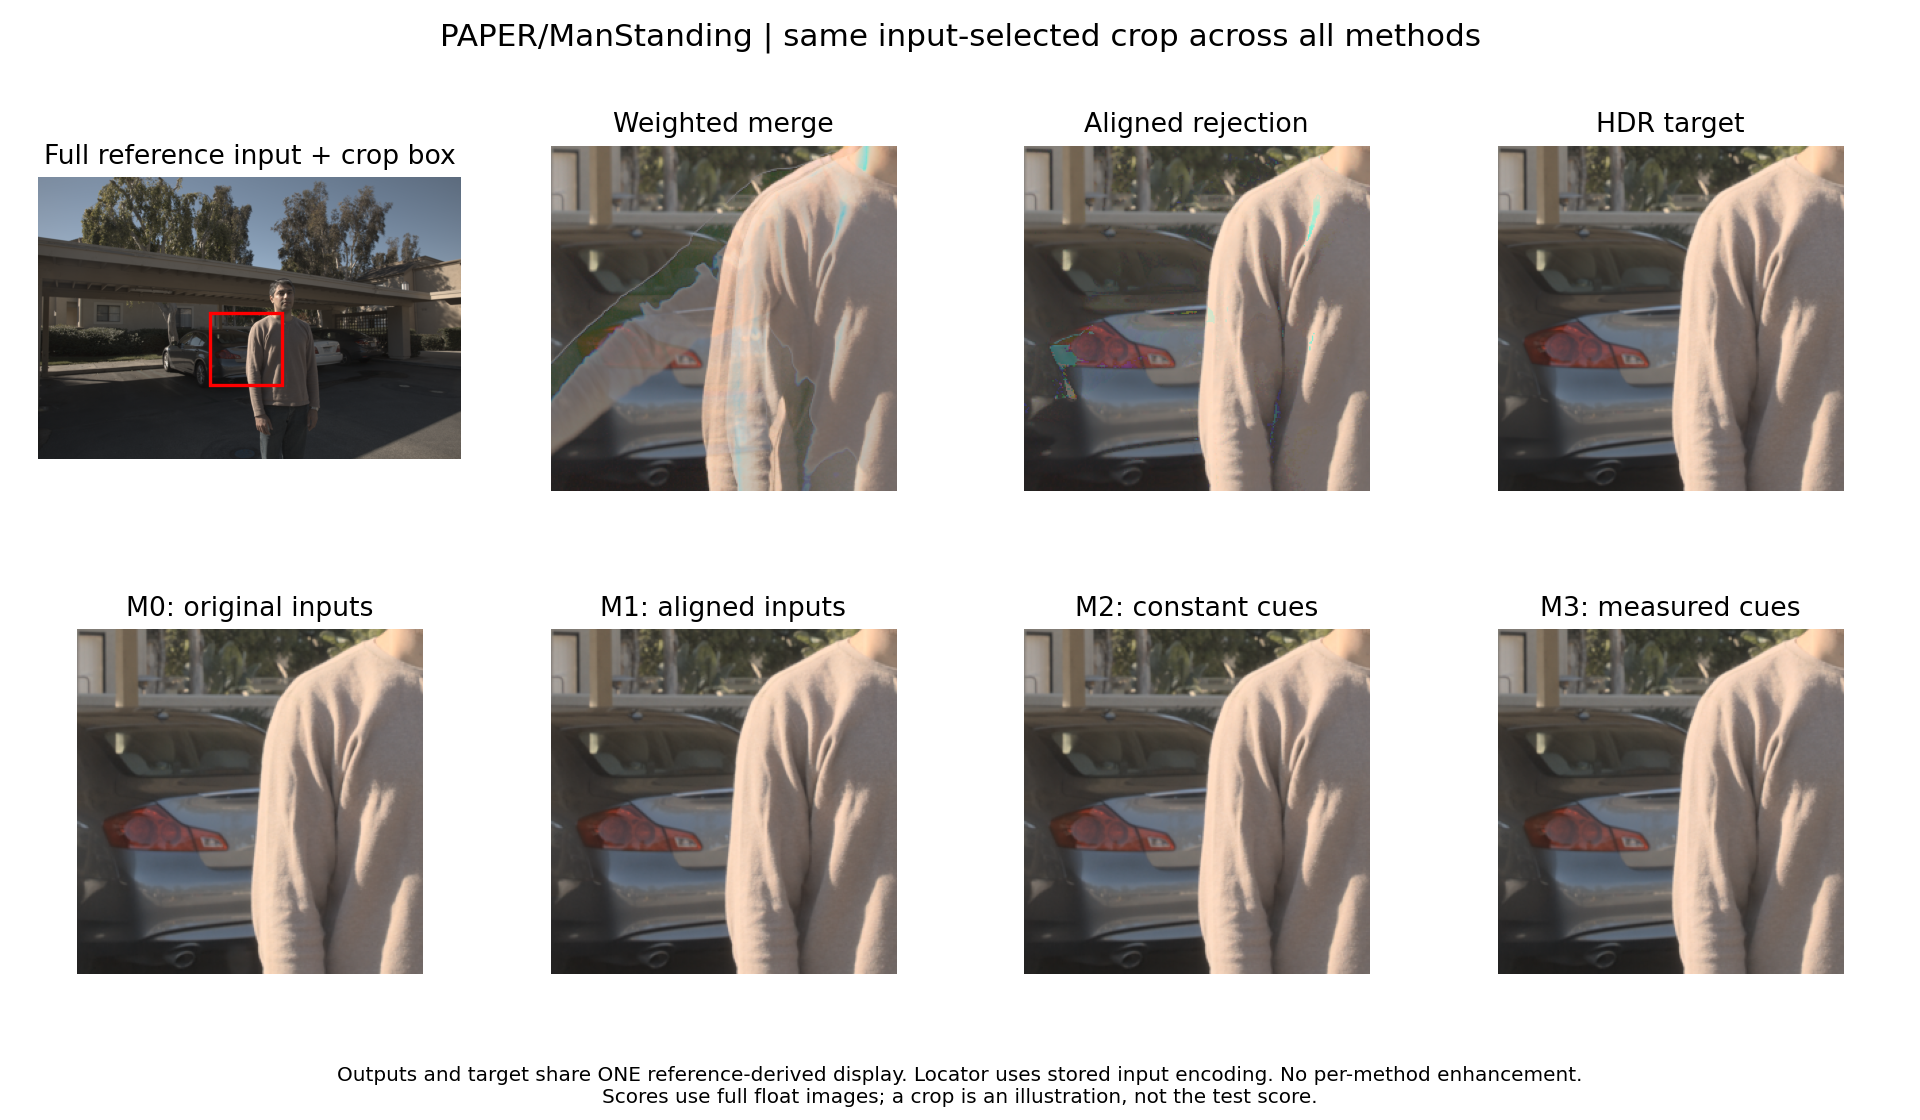 PAPER/ManStanding | same input-selected crop across all methods
Full reference input + crop box
Weighted merge
Aligned rejection
HDR target
M0: original inputs
M1: aligned inputs
M2: constant cues
M3: measured cues
Outputs and target share ONE reference-derived display. Locator uses stored input encoding. No per-method enhancement.
Scores use full float images; a crop is an illustration, not the test score.